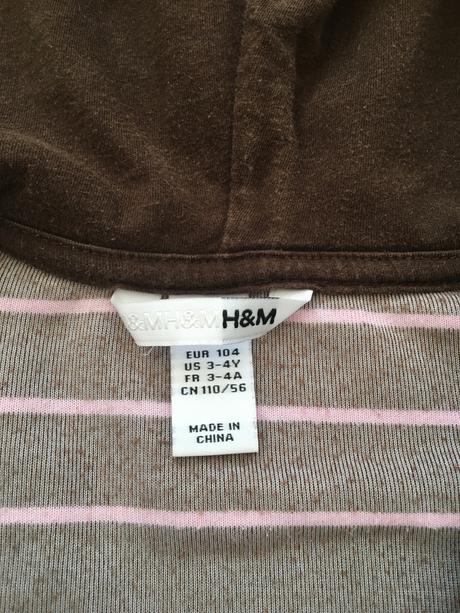 &MH&MH&M
EUR 104
US 3-4Y
FR 3-4A
CN 110/56
MADE IN
CHINA